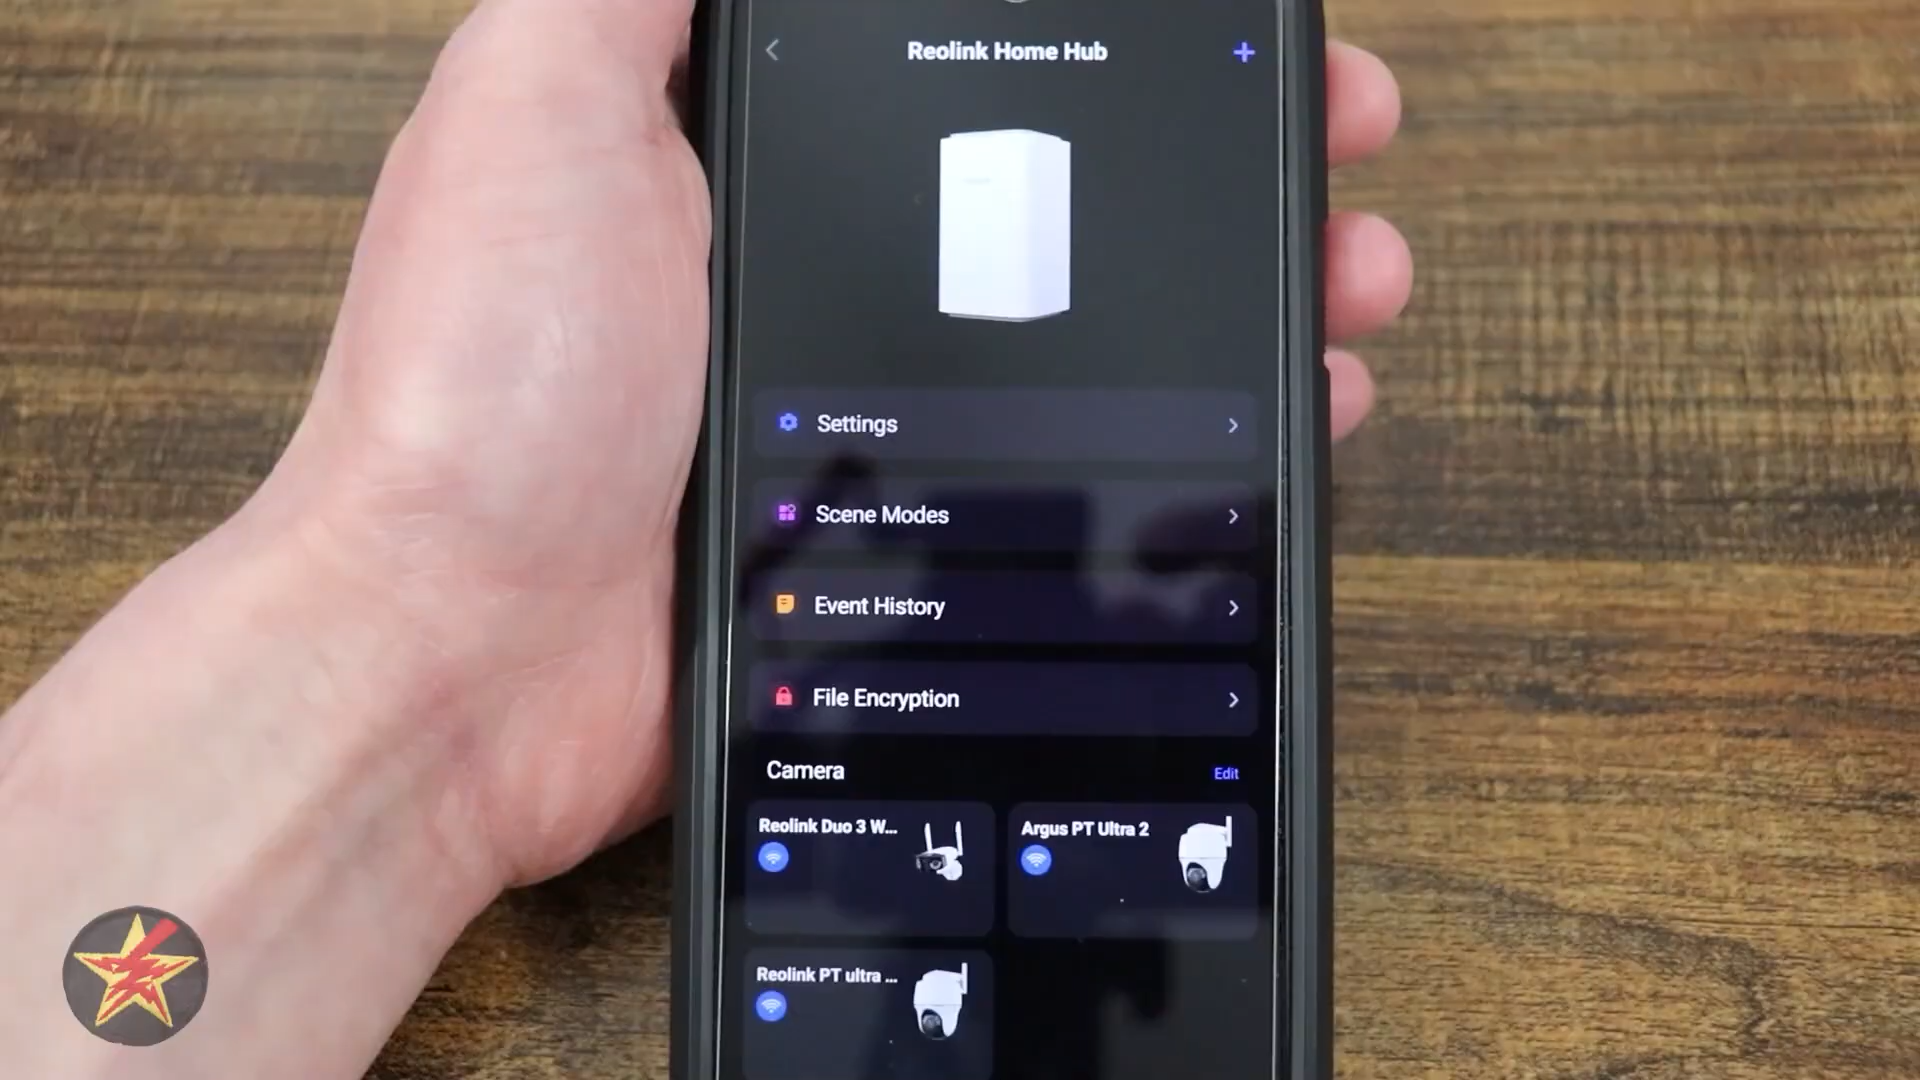 Reolink Home Hub
Settings
Scene Modes
Event History
File Encryption
Camera
Edit
Reolink Duo 3 W...
Argus PT Ultra 2
Reolink PT ultra ...